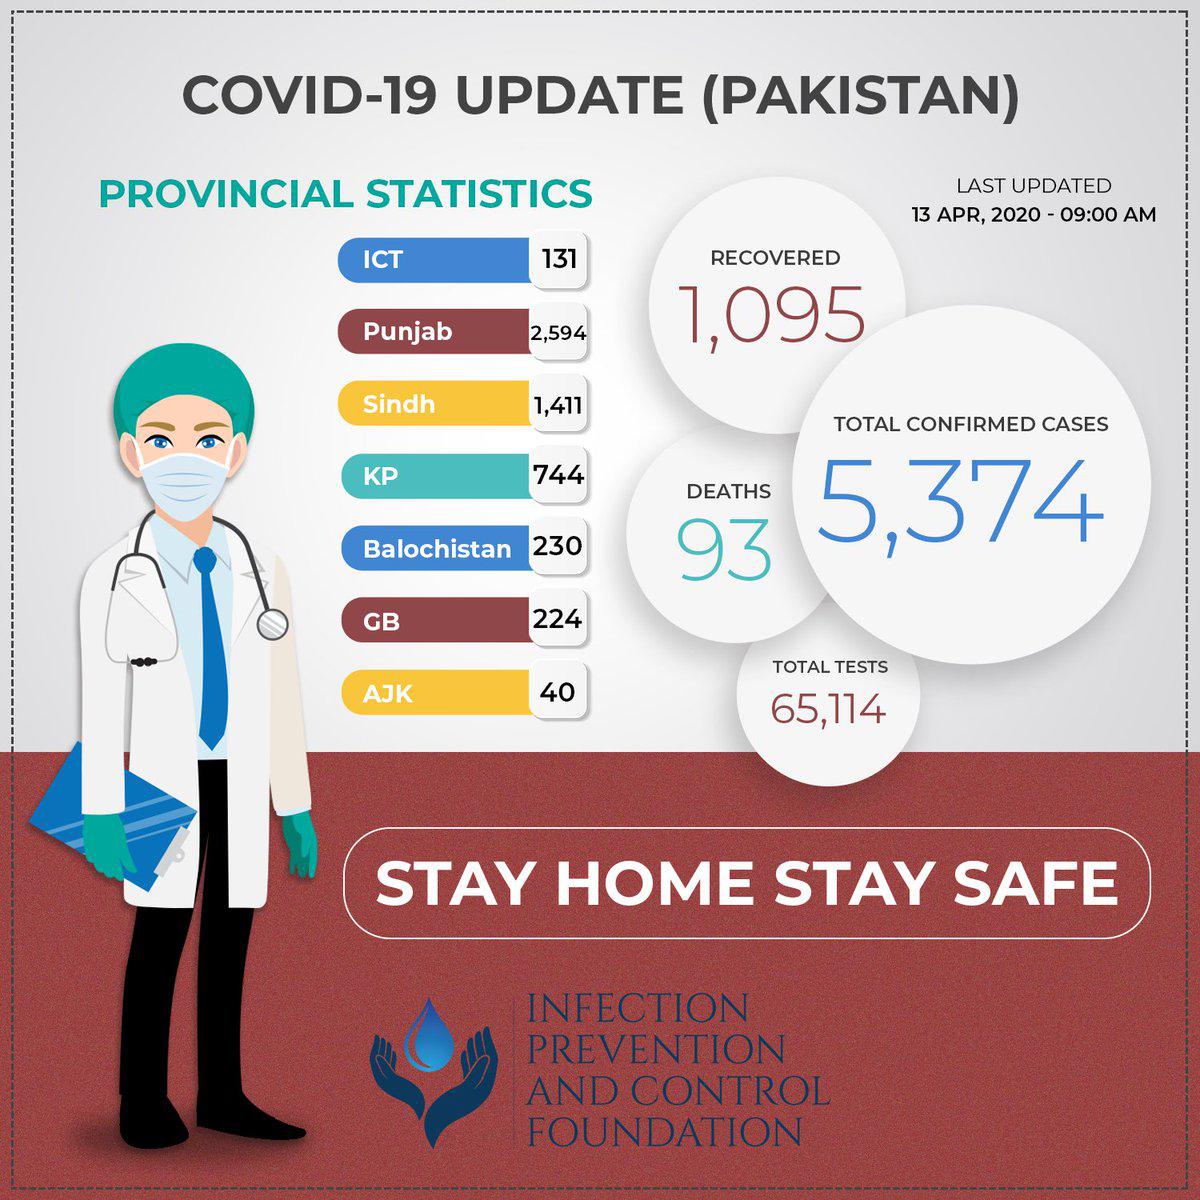 COVID-19 UPDATE (PAKISTAN)
PROVINCIAL STATISTICS
ICT 131
Punjab 2,594
Sindh 1,411
KP 744
Balochistan 230
GB 224
AJK 40
LAST UPDATED
13 APR, 2020 - 09:00 AM
RECOVERED
1,095
TOTAL CONFIRMED CASES
5,374
DEATHS
93
TOTAL TESTS
65,114
STAY HOME STAY SAFE
INFECTION
PREVENTION
AND CONTROL
FOUNDATION